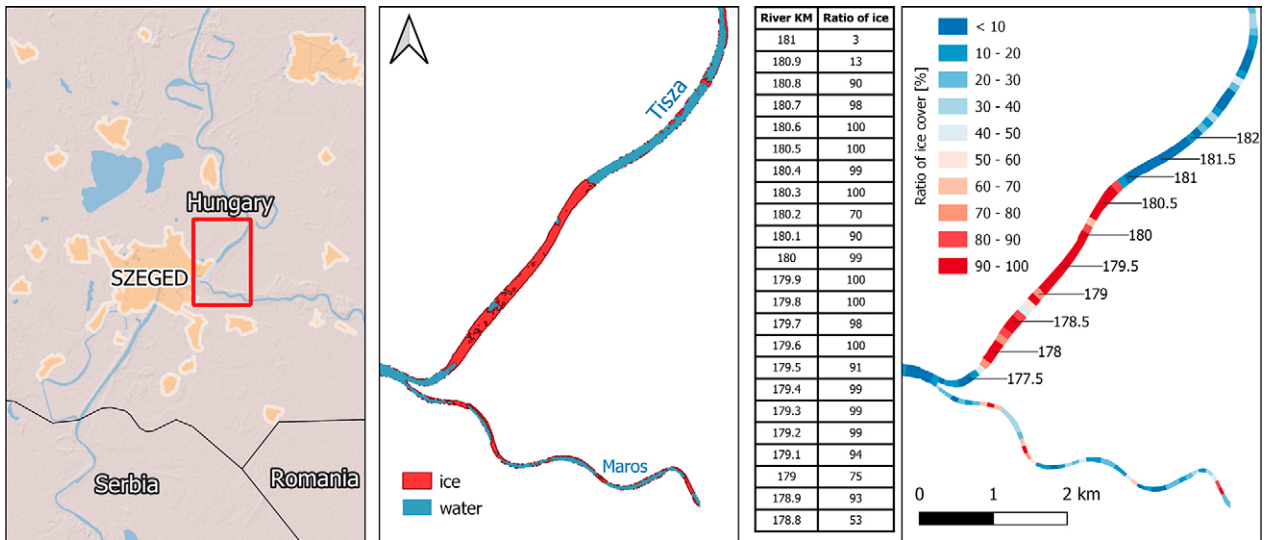 Hungary
SZEGED
Serbia
Romania
Tisza
Maros
ice
water
River KM Ratio of ice
181 3
180.9 13
180.8 90
180.7 98
180.6 100
180.5 100
180.4 99
180.3 100
180.2 70
180.1 90
180 99
179.9 100
179.8 100
179.7 98
179.6 100
179.5 91
179.4 99
179.3 99
179.2 99
179.1 94
179 75
178.9 93
178.8 53
Ratio of ice cover [%]
< 10
10 - 20
20 - 30
30 - 40
40 - 50
50 - 60
60 - 70
70 - 80
80 - 90
90 - 100
182
181.5
181
180.5
180
179.5
179
178.5
178
177.5
0 1 2 km